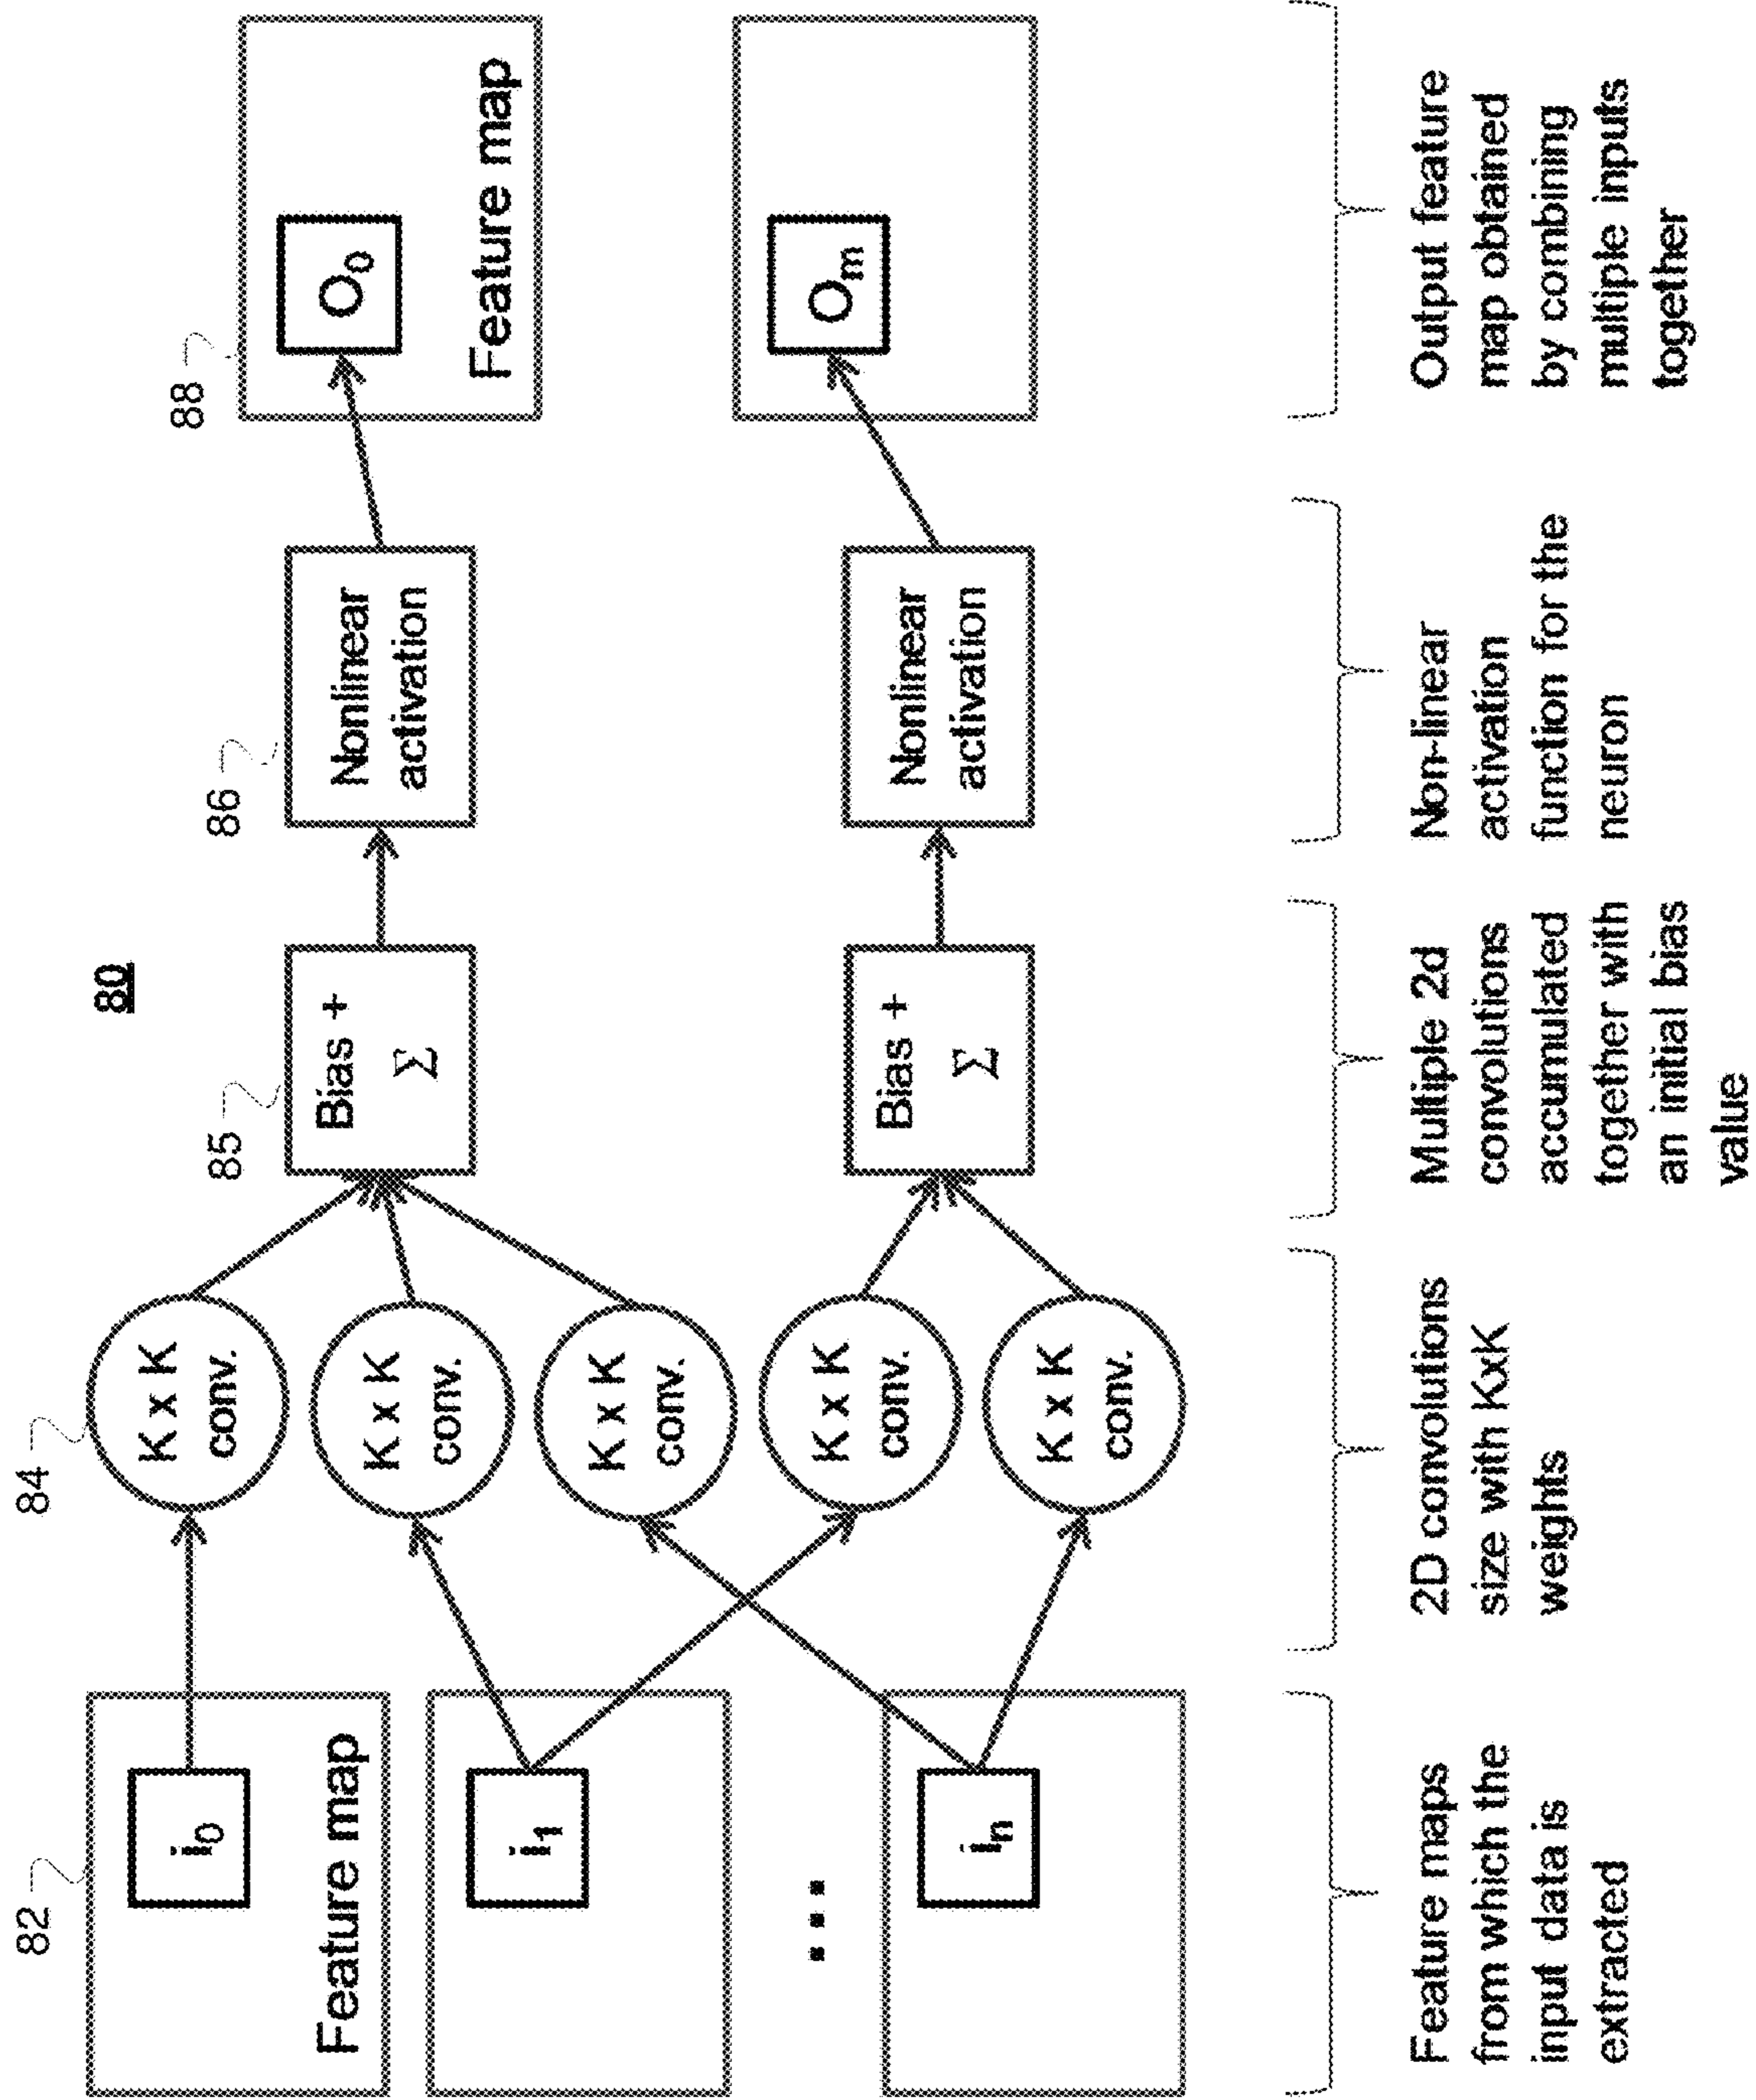 80
82
Feature map
i0
i1
...
in
84
K x K
conv.
K x K
conv.
K x K
conv.
K x K
conv.
K x K
conv.
85
Bias +
Σ
Bias +
Σ
86
Nonlinear
activation
Nonlinear
activation
88
O0
Feature map
Om
Feature maps
from which the
input data is
extracted
2D convolutions
size with KxK
weights
Multiple 2d
convolutions
accumulated
together with
an initial bias
value
Non-linear
activation
function for the
neuron
Output feature
map obtained
by combining
multiple inputs
together